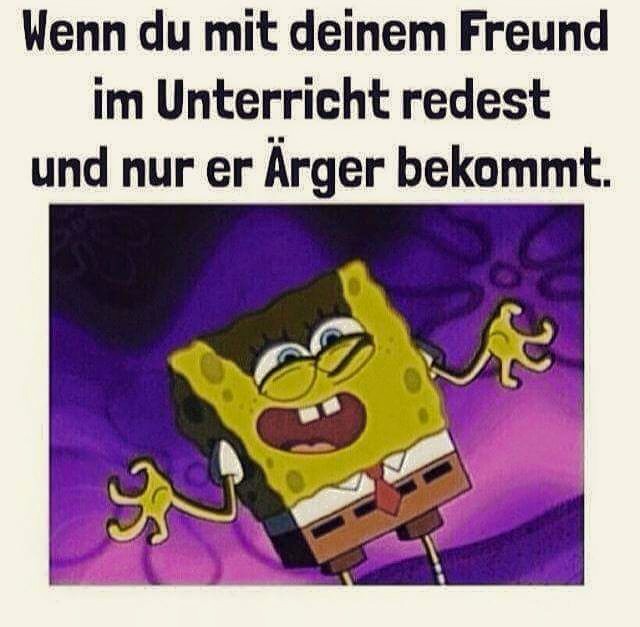 Wenn du mit deinem Freund
im Unterricht redest
und nur er Ärger bekommt.